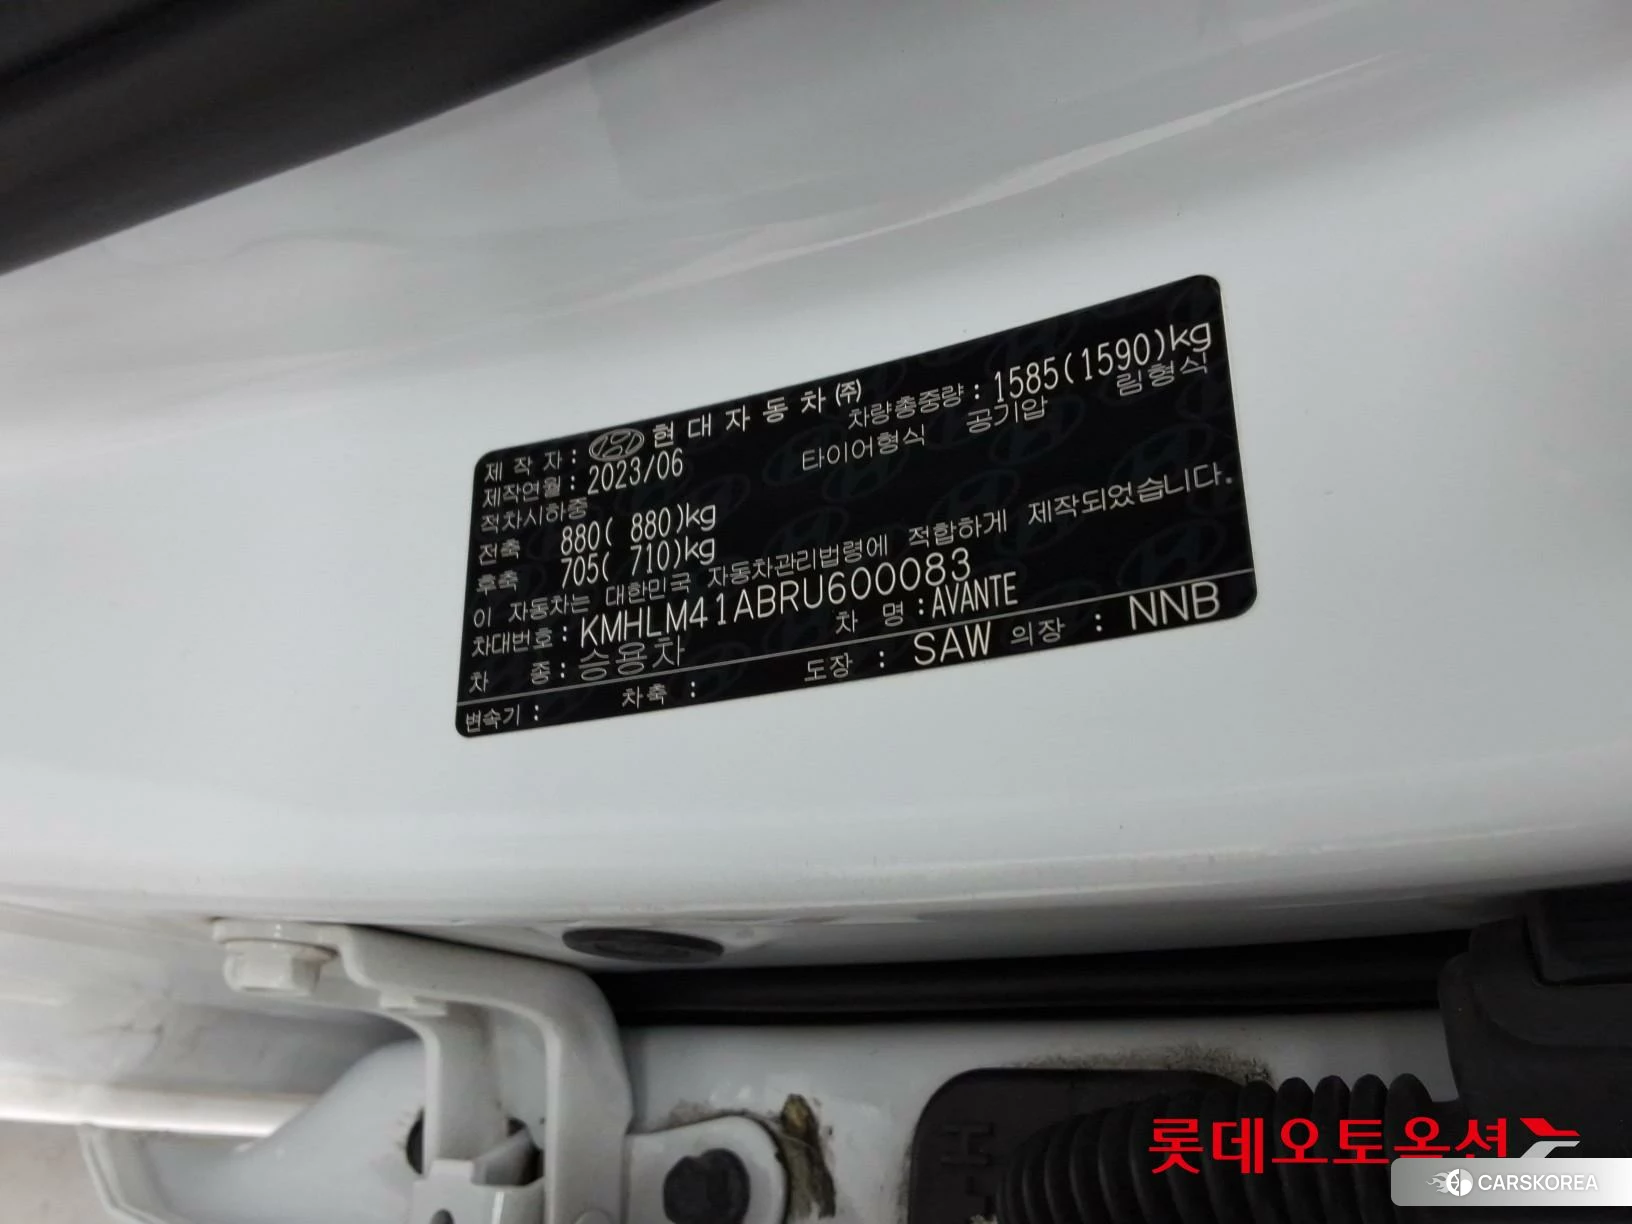 제 작 자 : 현 대 자 동 차 ㈜
제작연월 : 2023/06 차량총중량 : 1585(1590)kg
적차시하중 타이어형식 공기압 림형식
전축 880( 880)kg
후축 705( 710)kg
이 자동차는 대한민국 자동차관리법령에 적합하게 제작되었습니다.
차대번호 : KMHLM41ABRU600083
차 종 : 승용차 차 명 : AVANTE
변속기 : 차축 : 도장 : SAW 의장 : NNB
롯데오토옥션
CARSKOREA